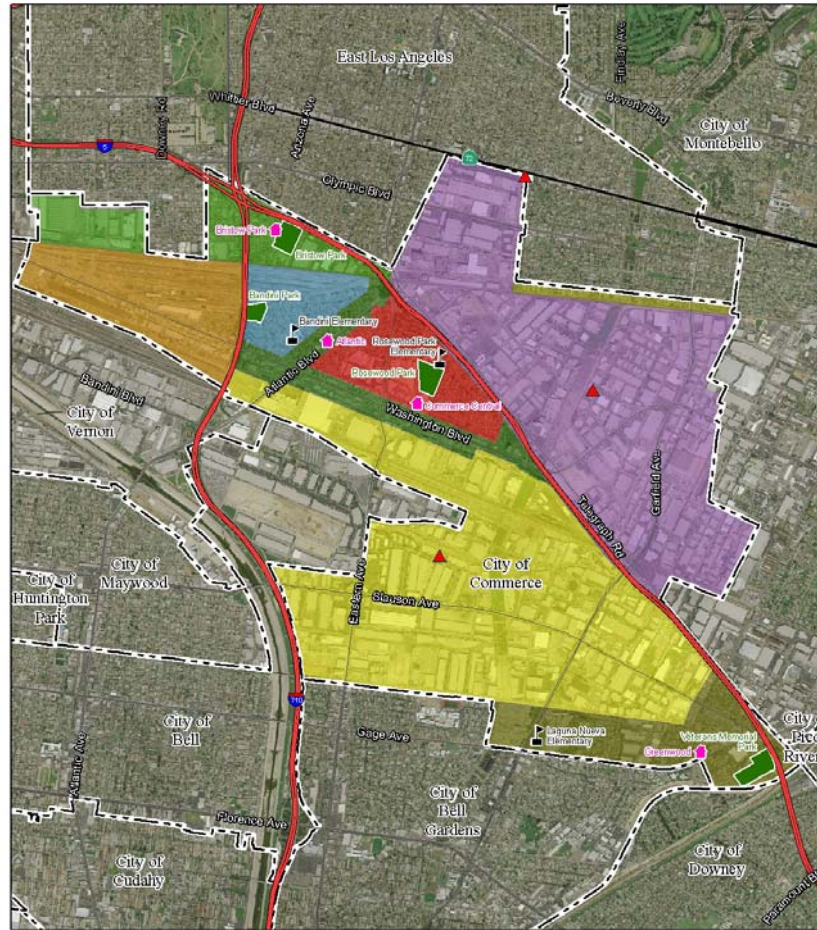 East Los Angeles
Findlay Ave
Beverly Blvd
City of
Montebello
Whittier Blvd
Downey Rd
Arizona Ave
5
72
Olympic Blvd
Bristow Park
Bristow Park
Bandini Park
Bandini Elementary
Atlantic
Rosewood Park
Elementary
Rosewood Park
Atlantic Blvd
Commerce Central
Washington Blvd
Bandini Blvd
City of
Vernon
Garfield Ave
Telegraph Rd
City of
Commerce
City of
Maywood
City of
Huntington
Park
Eastern Ave
Slauson Ave
710
City of
Bell
Gage Ave
Laguna Nueva
Elementary
Greenwood
Veterans Memorial
Park
City
Pico
River
Atlantic Ave
Florence Ave
City of
Bell
Gardens
City of
Cudahy
City of
Downey